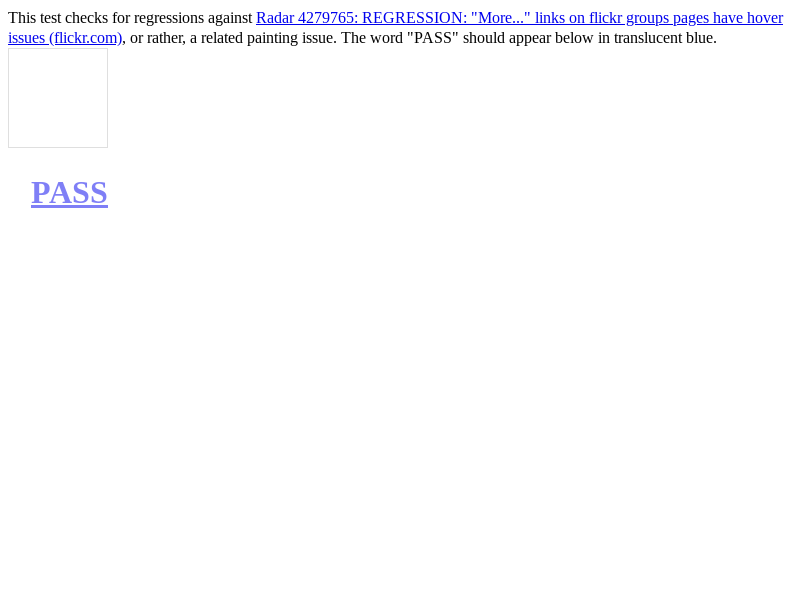 This test checks for regressions against Radar 4279765: REGRESSION: "More..." links on flickr groups pages have hover
issues (flickr.com), or rather, a related painting issue. The word "PASS" should appear below in translucent blue.
PASS